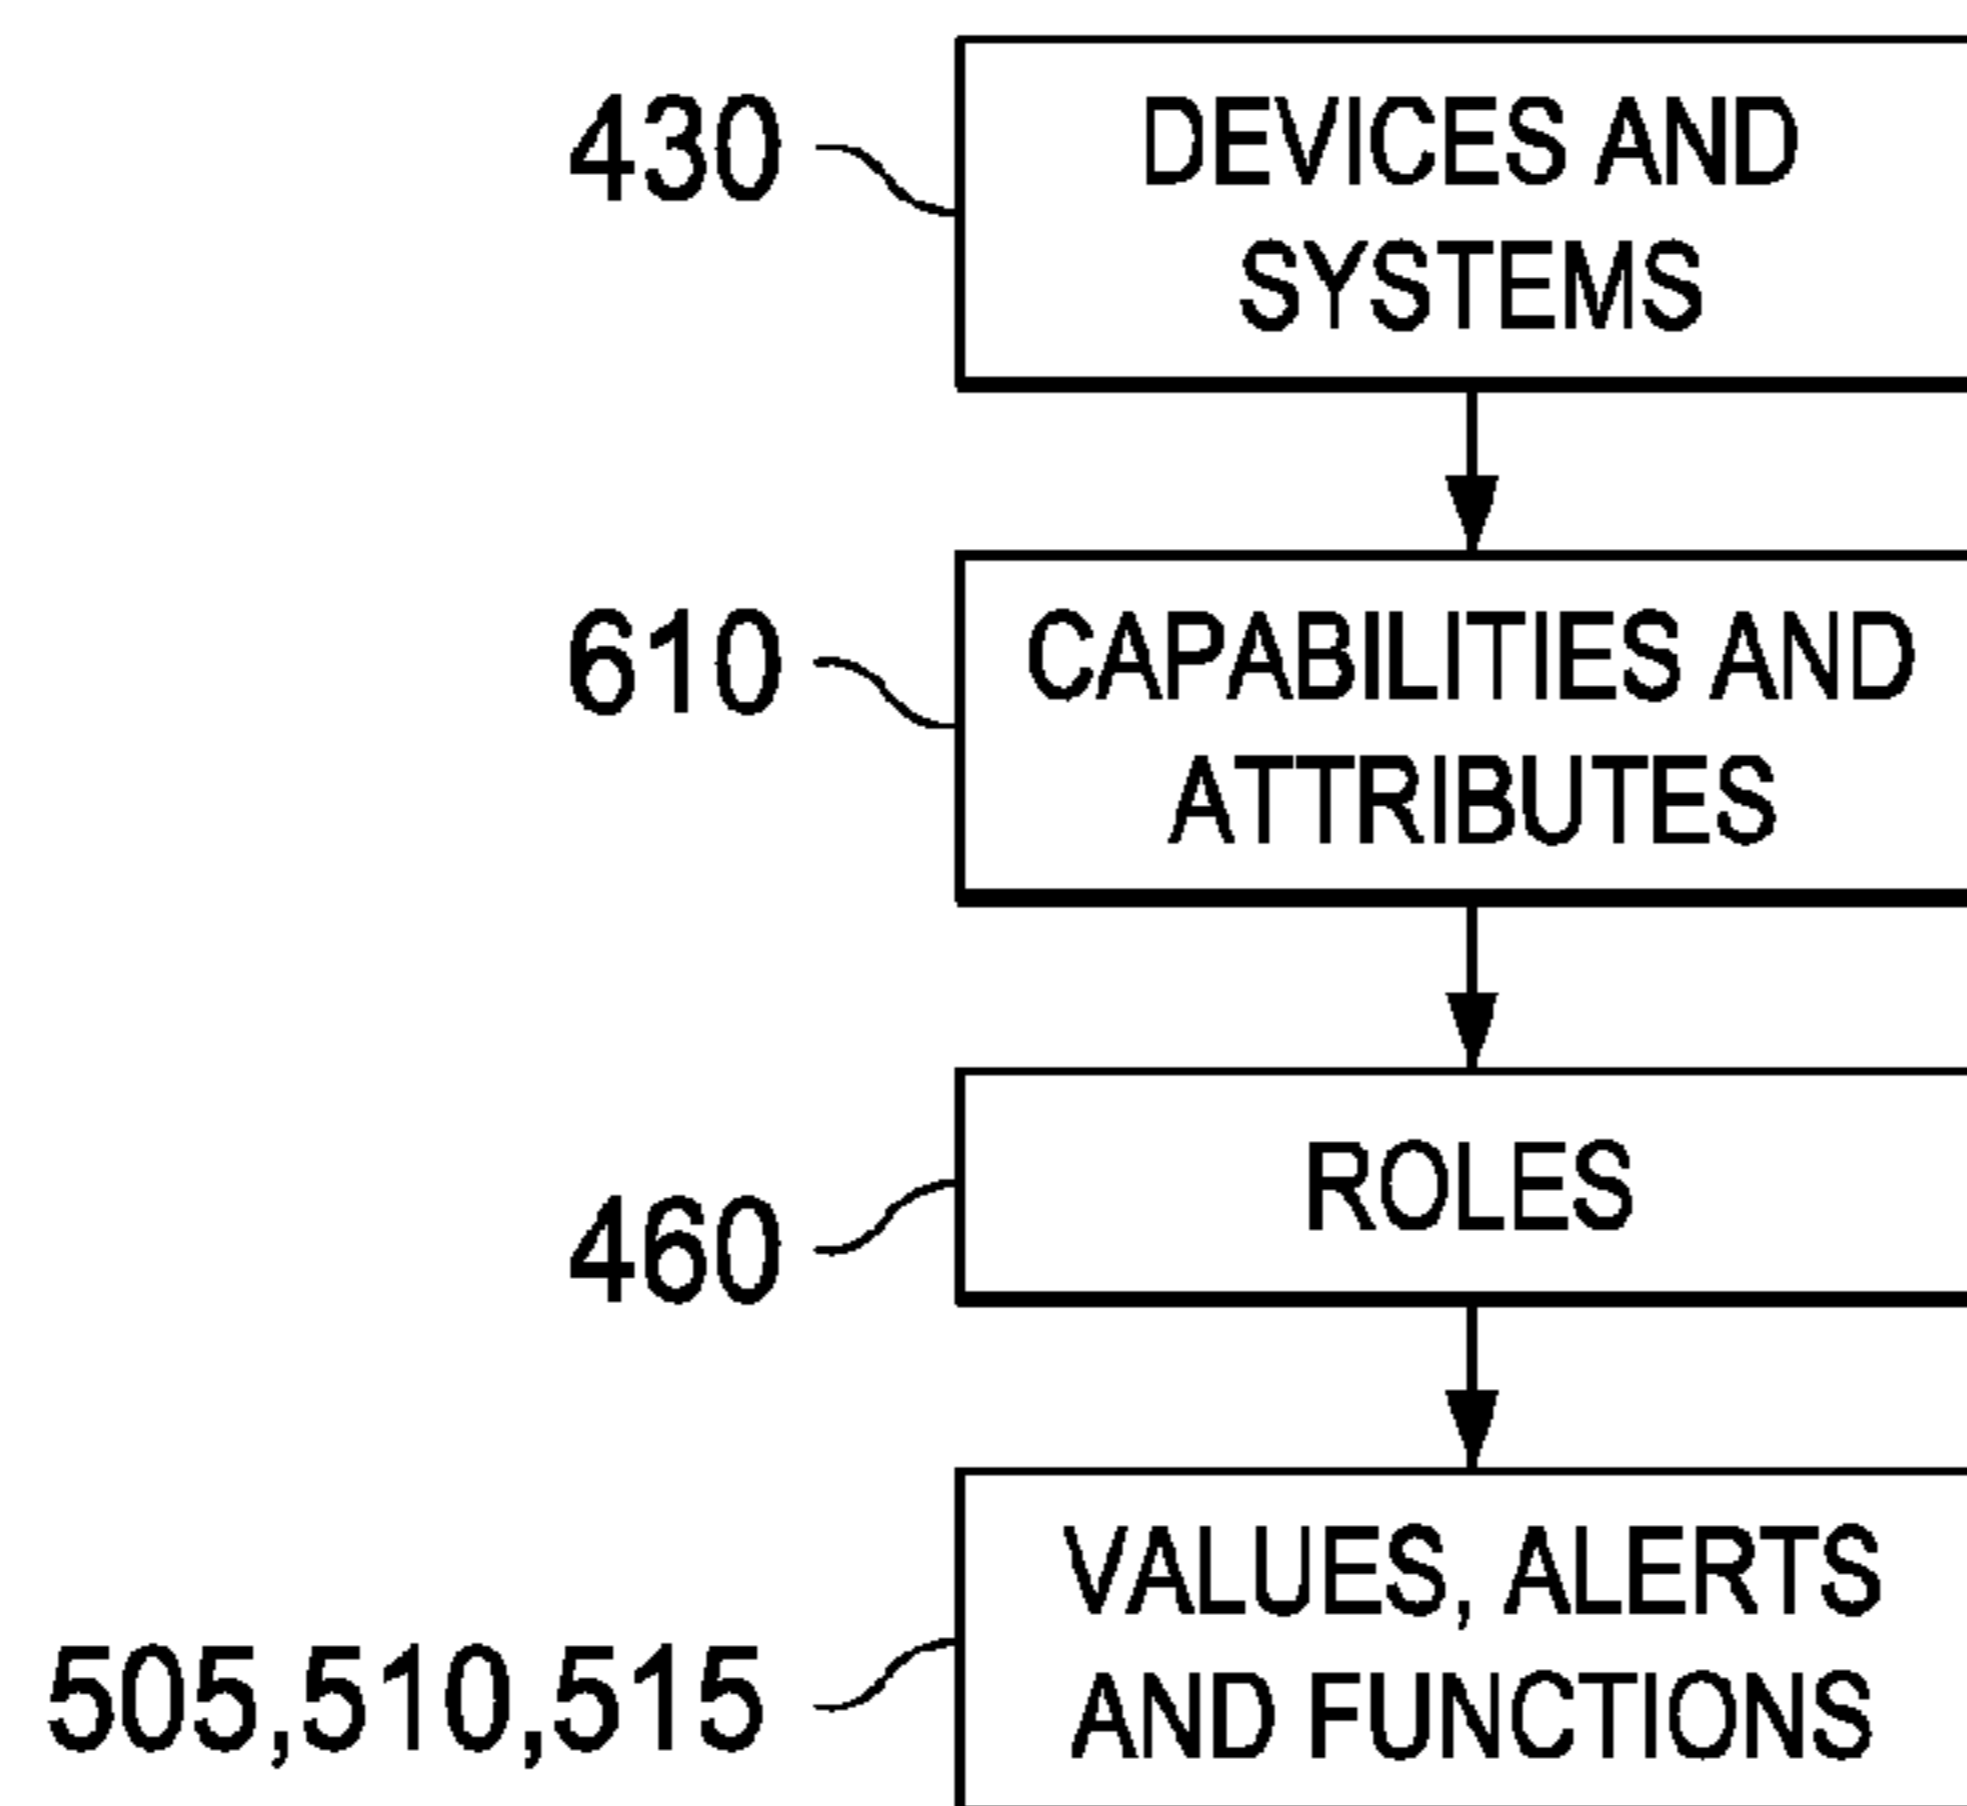 430
DEVICES AND
SYSTEMS
610
CAPABILITIES AND
ATTRIBUTES
460
ROLES
505,510,515
VALUES, ALERTS
AND FUNCTIONS